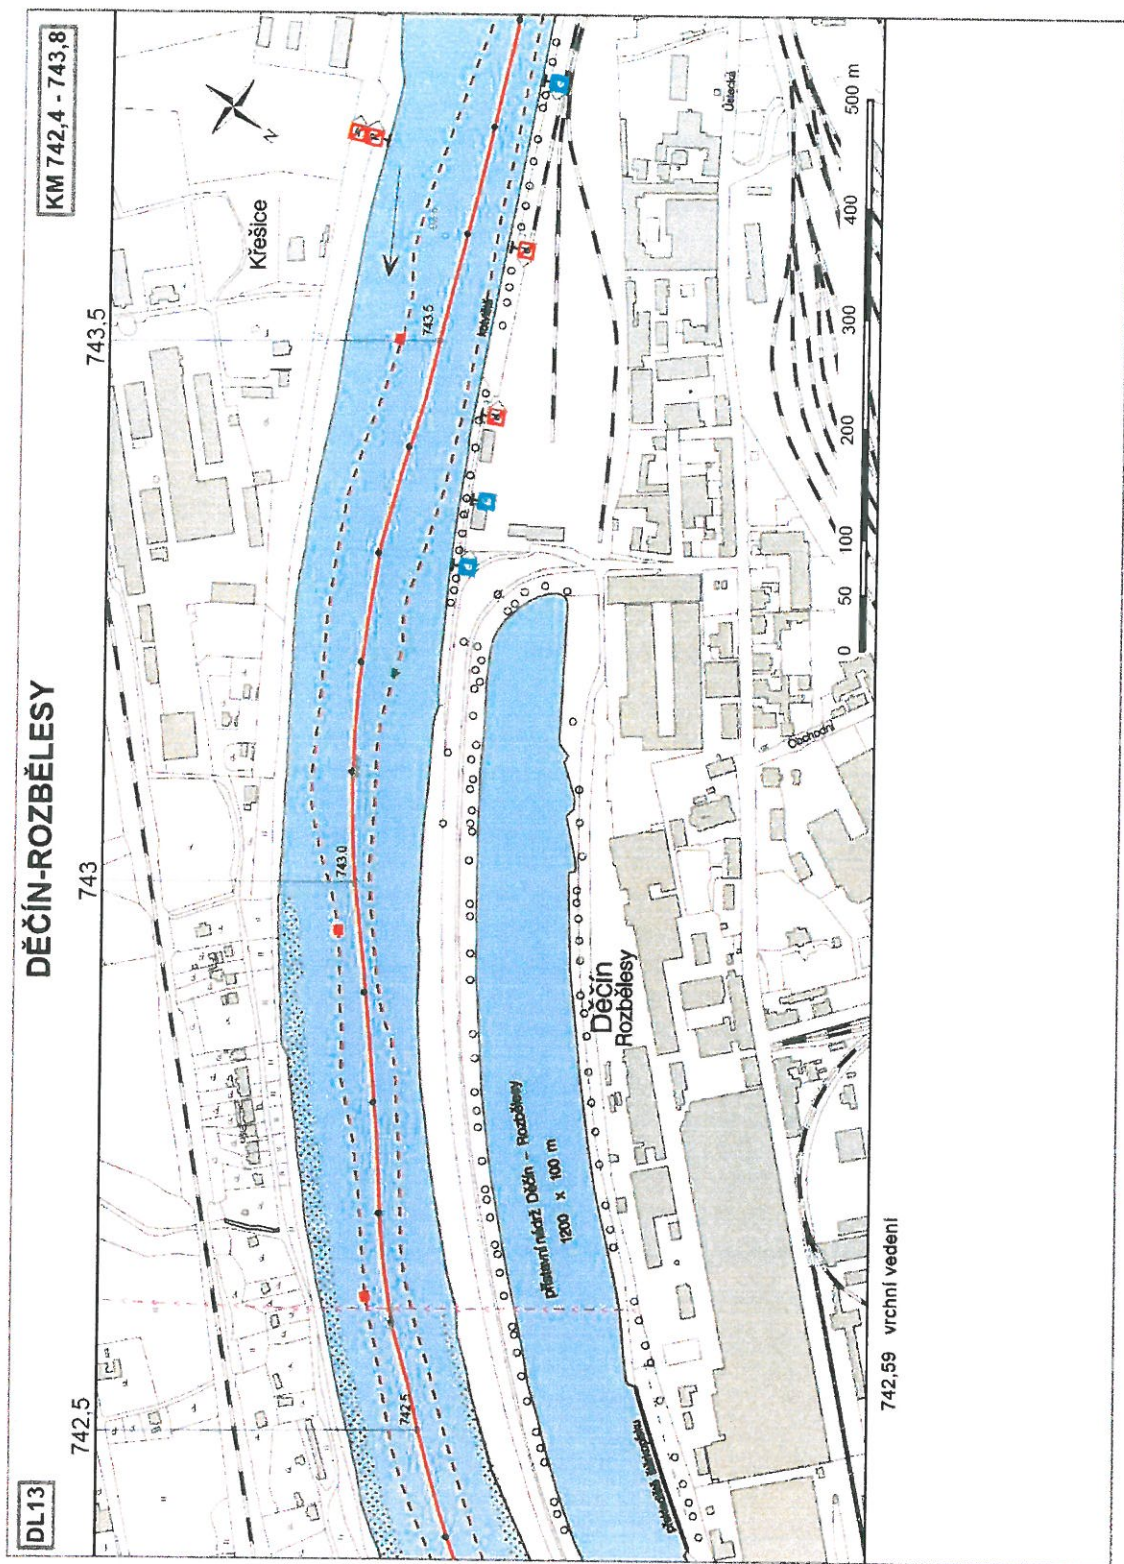 DL13
DĚČÍN-ROZBĚLESY
KM 742,4 - 743,8
742,5
743
743,5
Křešice
N
742.5
743.0
743.5
kotviště
přístavní nádrž Děčín - Rozbělesy
1200 x 100 m
Děčín
Rozbělesy
Obchodní
Ústecká
0
50
100
200
300
400
500 m
742,59 vrchní vedení